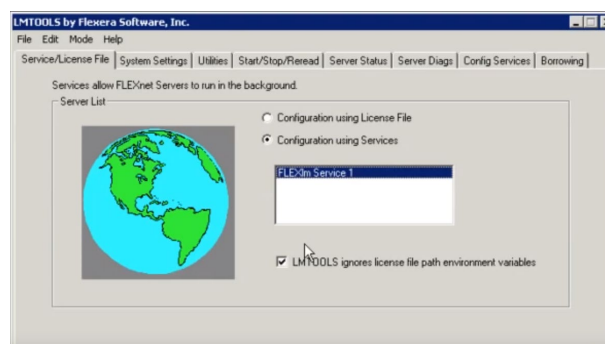 LMTOOLS by Flexera Software, Inc.
File Edit Mode Help
Service/License File System Settings Utilities Start/Stop/Reread Server Status Server Diags Config Services Borrowing
Services allow FLEXnet Servers to run in the background.
Server List
Configuration using License File
Configuration using Services
FLEXlm Service 1
LMTOOLS ignores license file path environment variables